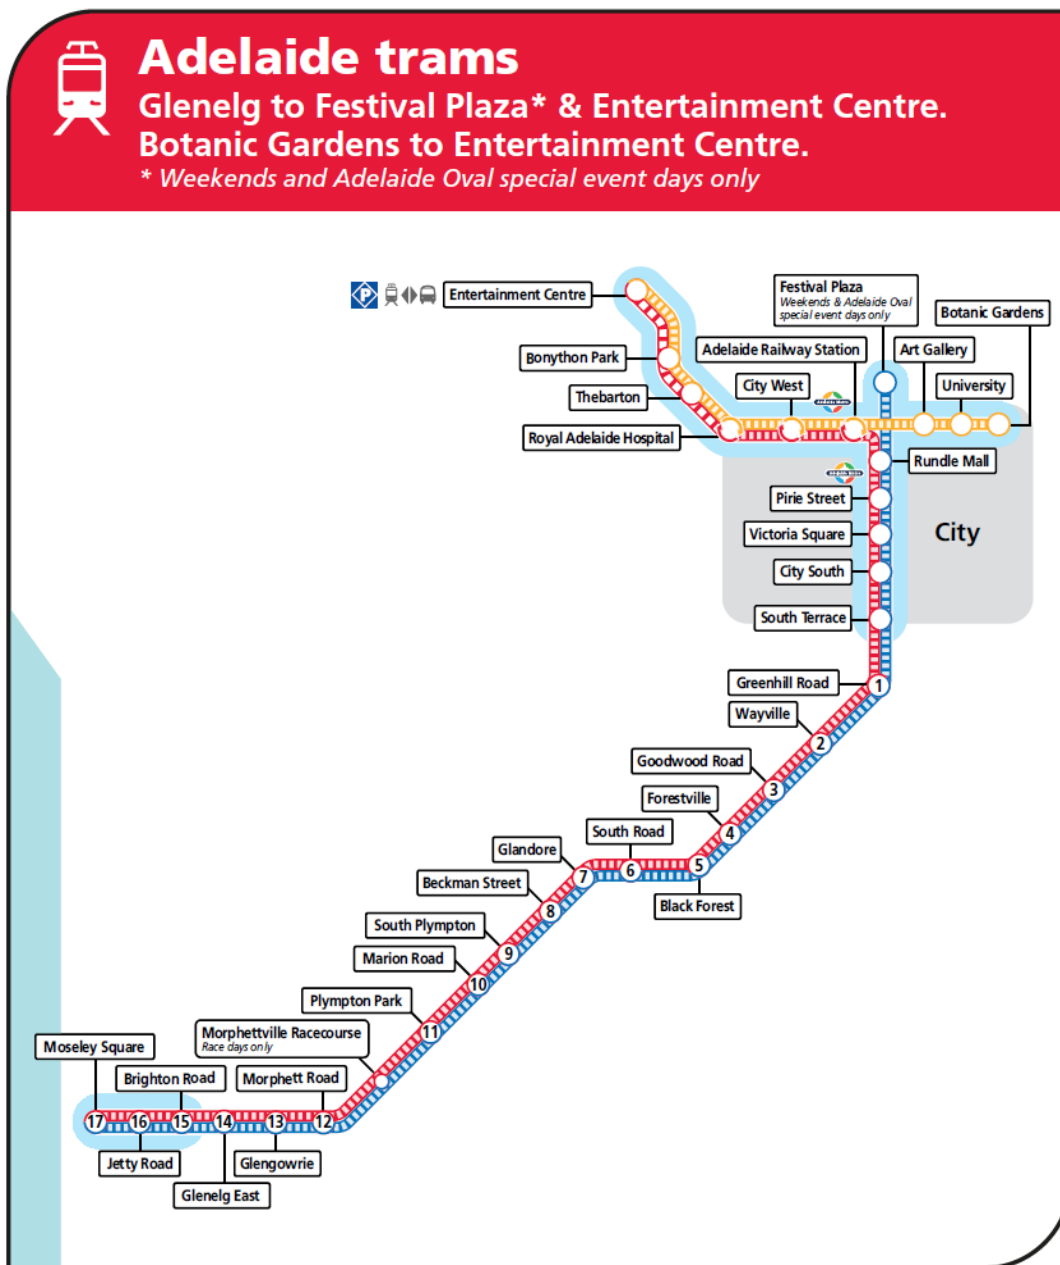 Adelaide trams
Glenelg to Festival Plaza* & Entertainment Centre.
Botanic Gardens to Entertainment Centre.
* Weekends and Adelaide Oval special event days only
P
Entertainment Centre
Festival Plaza
Weekends & Adelaide Oval
special event days only
Botanic Gardens
Bonython Park
Adelaide Railway Station
Art Gallery
Thebarton
City West
University
Royal Adelaide Hospital
Rundle Mall
Pirie Street
Victoria Square
City
City South
South Terrace
Greenhill Road
1
Wayville
2
Goodwood Road
3
Forestville
4
South Road
6
5
Black Forest
Glandore
7
Beckman Street
8
South Plympton
9
Marion Road
10
Plympton Park
11
Morphettville Racecourse
Race days only
Moseley Square
Brighton Road
Morphett Road
17
16
15
14
13
12
Jetty Road
Glengowrie
Glenelg East